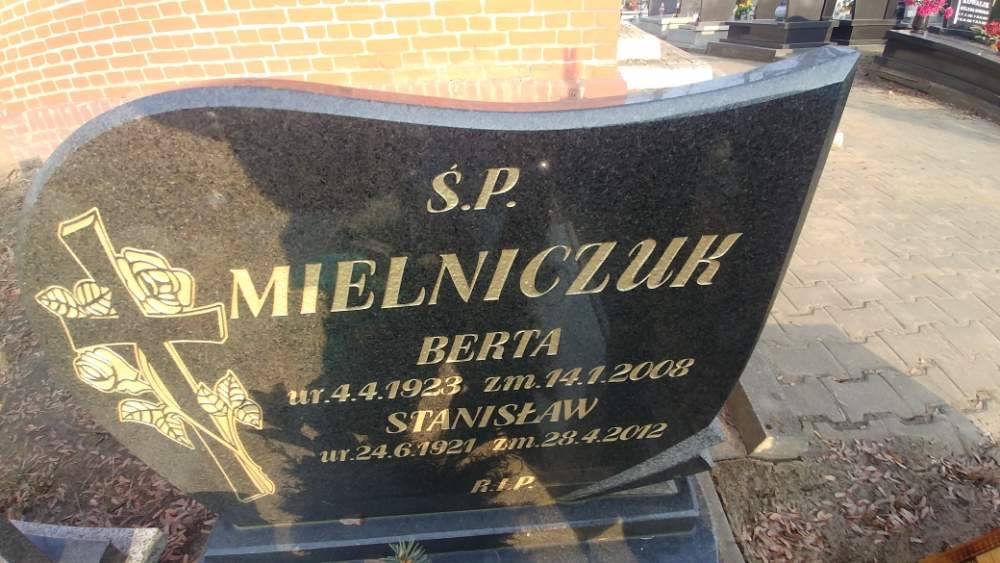 Ś.P.
MIELNICZUK
BERTA
ur.4.4.1923 zm.14.1.2008
STANISŁAW
ur.24.6.1921 zm.28.4.2012
R.I.P.
KOWALIK